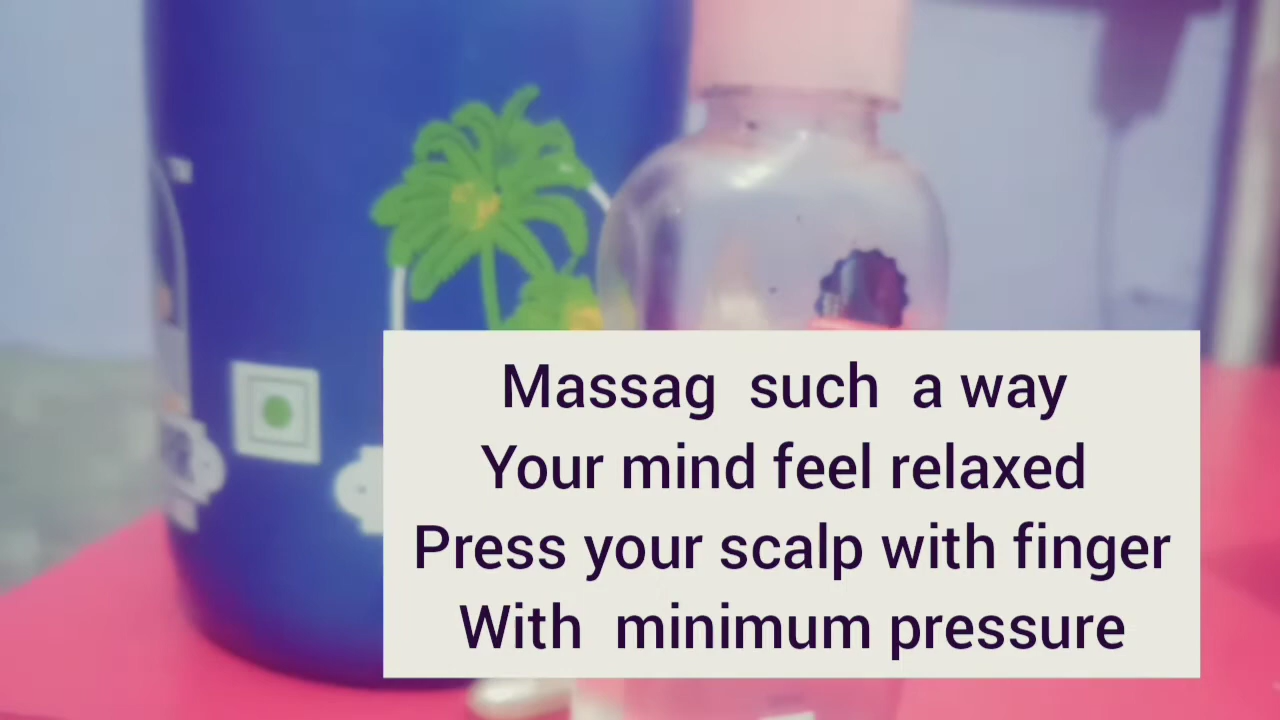 Massag such a way
Your mind feel relaxed
Press your scalp with finger
With minimum pressure